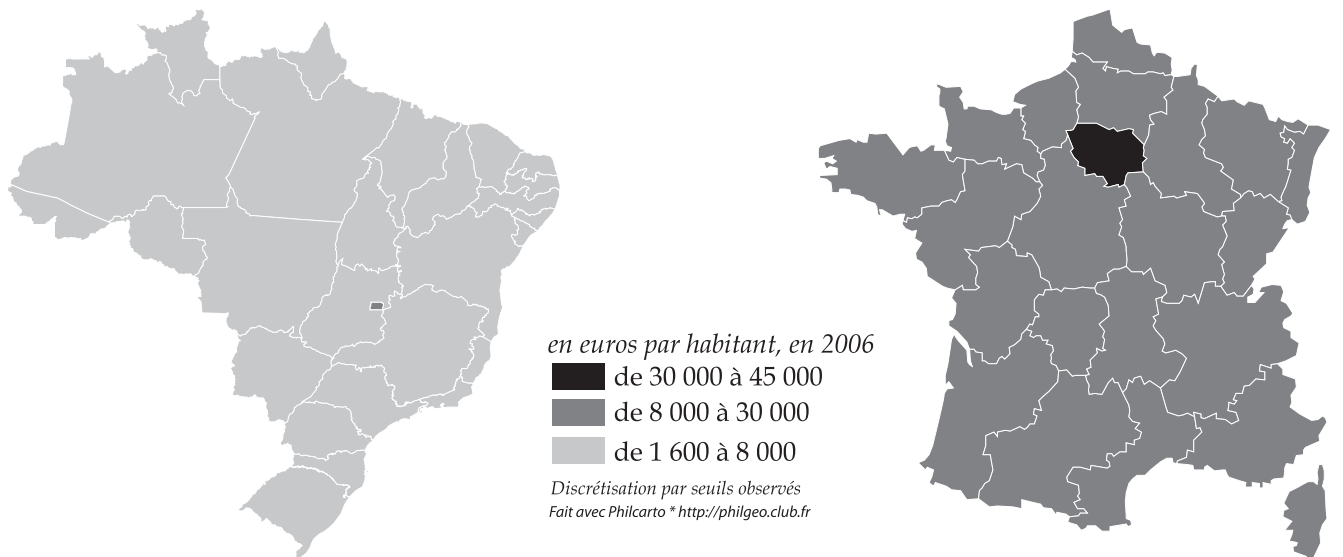 en euros par habitant, en 2006
de 30 000 à 45 000
de 8 000 à 30 000
de 1 600 à 8 000
Discrétisation par seuils observés
Fait avec Philcarto * http://philgeo.club.fr